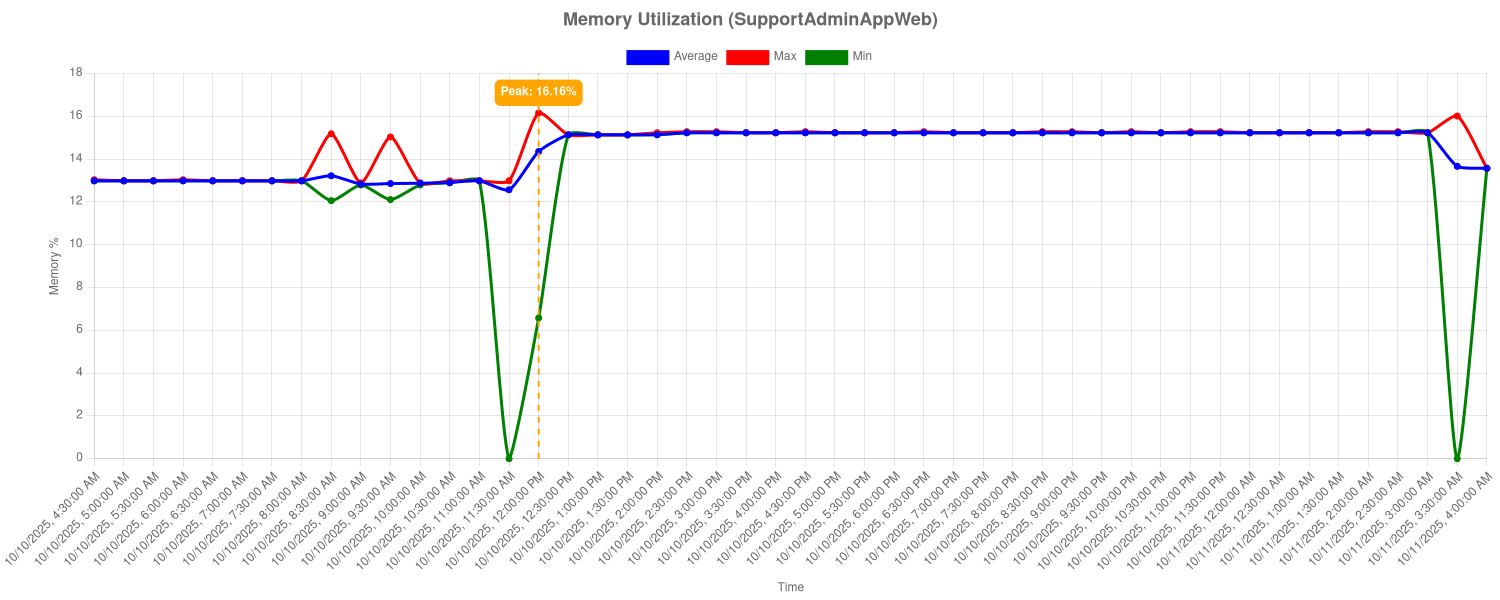 Memory Utilization (SupportAdminAppWeb)
Average Max Min
Peak: 16.16%
18
16
14
12
10
8
6
4
2
0
Memory %
10/10/2025, 4:30:00 AM
10/10/2025, 5:00:00 AM
10/10/2025, 5:30:00 AM
10/10/2025, 6:00:00 AM
10/10/2025, 6:30:00 AM
10/10/2025, 7:00:00 AM
10/10/2025, 7:30:00 AM
10/10/2025, 8:00:00 AM
10/10/2025, 8:30:00 AM
10/10/2025, 9:00:00 AM
10/10/2025, 9:30:00 AM
10/10/2025, 10:00:00 AM
10/10/2025, 10:30:00 AM
10/10/2025, 11:00:00 AM
10/10/2025, 11:30:00 AM
10/10/2025, 12:00:00 PM
10/10/2025, 12:30:00 PM
10/10/2025, 1:00:00 PM
10/10/2025, 1:30:00 PM
10/10/2025, 2:00:00 PM
10/10/2025, 2:30:00 PM
10/10/2025, 3:00:00 PM
10/10/2025, 3:30:00 PM
10/10/2025, 4:00:00 PM
10/10/2025, 4:30:00 PM
10/10/2025, 5:00:00 PM
10/10/2025, 5:30:00 PM
10/10/2025, 6:00:00 PM
10/10/2025, 6:30:00 PM
10/10/2025, 7:00:00 PM
10/10/2025, 7:30:00 PM
10/10/2025, 8:00:00 PM
10/10/2025, 8:30:00 PM
10/10/2025, 9:00:00 PM
10/10/2025, 9:30:00 PM
10/10/2025, 10:00:00 PM
10/10/2025, 10:30:00 PM
10/10/2025, 11:00:00 PM
10/10/2025, 11:30:00 PM
10/11/2025, 12:00:00 AM
10/11/2025, 12:30:00 AM
10/11/2025, 1:00:00 AM
10/11/2025, 1:30:00 AM
10/11/2025, 2:00:00 AM
10/11/2025, 2:30:00 AM
10/11/2025, 3:00:00 AM
10/11/2025, 3:30:00 AM
10/11/2025, 4:00:00 AM
Time